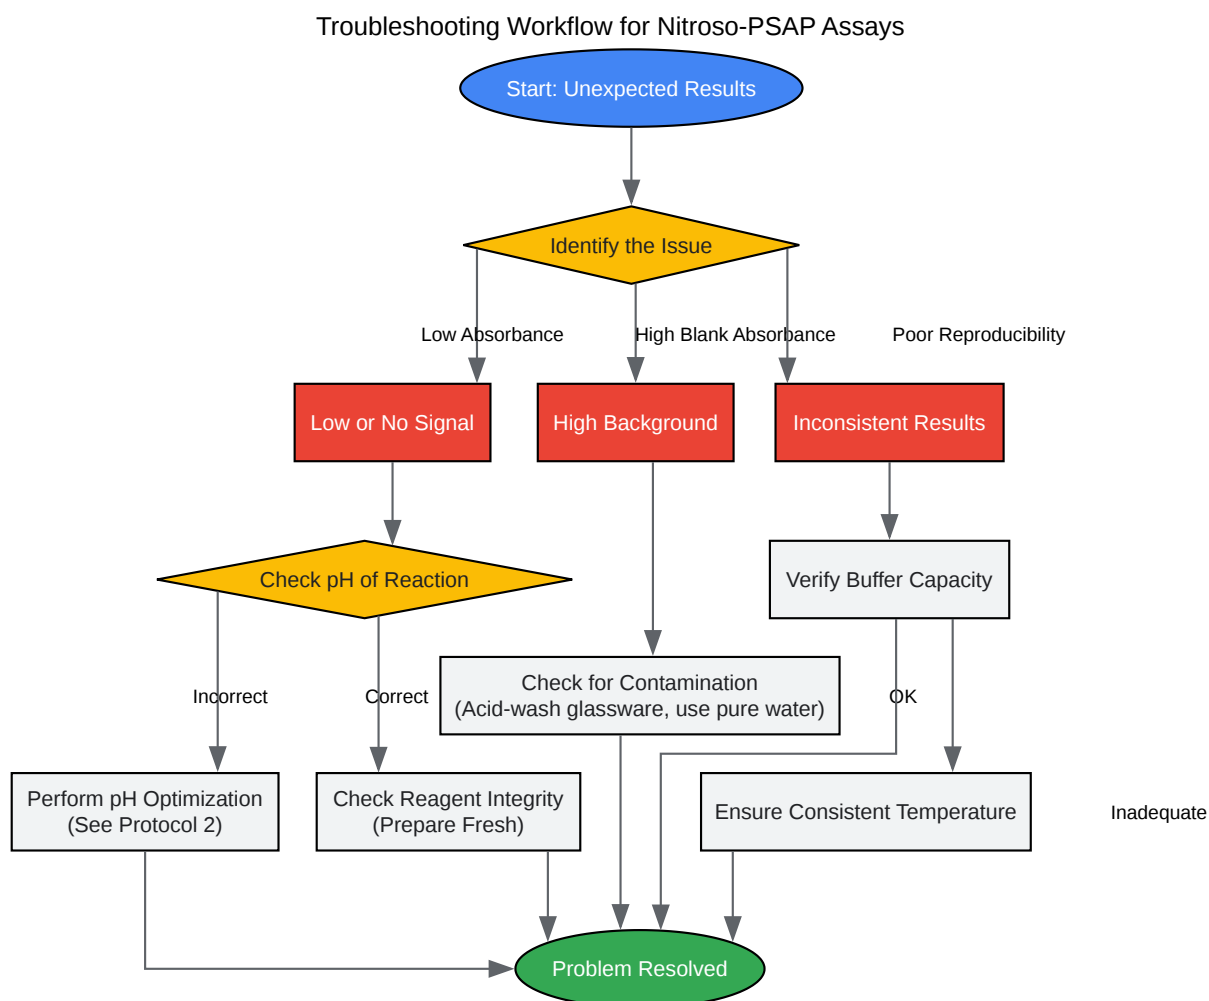 Troubleshooting Workflow for Nitroso-PSAP Assays
Start: Unexpected Results
Identify the Issue
Low Absorbance
High Blank Absorbance
Poor Reproducibility
Low or No Signal
High Background
Inconsistent Results
Check pH of Reaction
Verify Buffer Capacity
Incorrect
Correct
Check for Contamination
(Acid-wash glassware, use pure water)
OK
Perform pH Optimization
(See Protocol 2)
Check Reagent Integrity
(Prepare Fresh)
Ensure Consistent Temperature
Inadequate
Problem Resolved